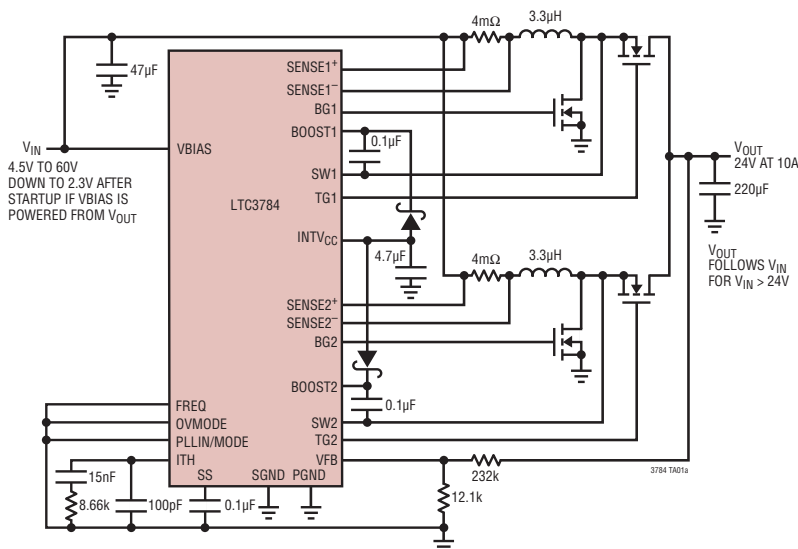 4mΩ
3.3µH
47µF
SENSE1+
SENSE1–
BG1
BOOST1
0.1µF
VIN
VBIAS
4.5V TO 60V
DOWN TO 2.3V AFTER
STARTUP IF VBIAS IS
POWERED FROM VOUT
SW1
LTC3784
TG1
VOUT
24V AT 10A
220µF
INTVCC
4.7µF
VOUT
FOLLOWS VIN
FOR VIN > 24V
4mΩ
3.3µH
SENSE2+
SENSE2–
BG2
BOOST2
0.1µF
FREQ
OVMODE
PLLIN/MODE
SW2
TG2
ITH
VFB
232k
3784 TA01a
15nF
SS
SGND
PGND
8.66k
100pF
0.1µF
12.1k